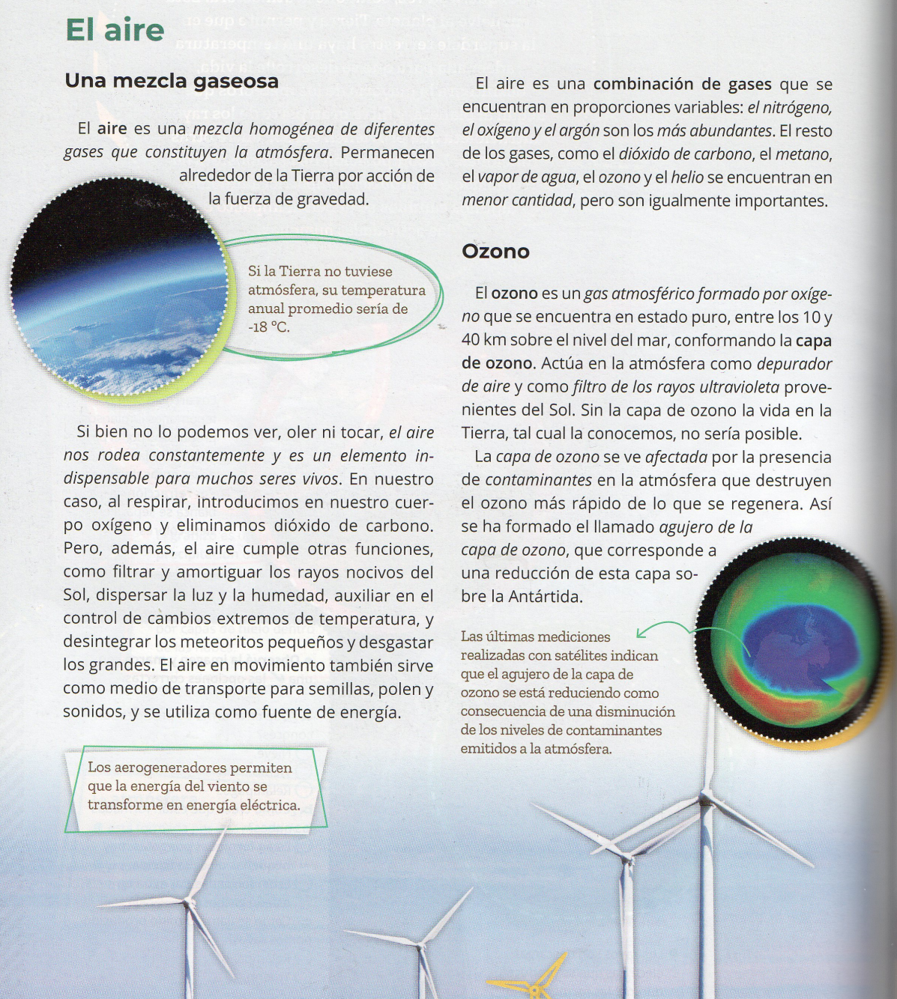 El aire
Una mezcla gaseosa
El aire es una mezcla homogénea de diferentes
gases que constituyen la atmósfera. Permanecen
alrededor de la Tierra por acción de
la fuerza de gravedad.
Si la Tierra no tuviese
atmósfera, su temperatura
anual promedio sería de
-18 °C.
Si bien no lo podemos ver, oler ni tocar, el aire
nos rodea constantemente y es un elemento in-
dispensable para muchos seres vivos. En nuestro
caso, al respirar, introducimos en nuestro cuer-
po oxígeno y eliminamos dióxido de carbono.
Pero, además, el aire cumple otras funciones,
como filtrar y amortiguar los rayos nocivos del
Sol, dispersar la luz y la humedad, auxiliar en el
control de cambios extremos de temperatura, y
desintegrar los meteoritos pequeños y desgastar
los grandes. El aire en movimiento también sirve
como medio de transporte para semillas, polen y
sonidos, y se utiliza como fuente de energía.
Los aerogeneradores permiten
que la energía del viento se
transforme en energía eléctrica.
El aire es una combinación de gases que se
encuentran en proporciones variables: el nitrógeno,
el oxígeno y el argón son los más abundantes. El resto
de los gases, como el dióxido de carbono, el metano,
el vapor de agua, el ozono y el helio se encuentran en
menor cantidad, pero son igualmente importantes.
Ozono
El ozono es un gas atmosférico formado por oxíge-
no que se encuentra en estado puro, entre los 10 y
40 km sobre el nivel del mar, conformando la capa
de ozono. Actúa en la atmósfera como depurador
de aire y como filtro de los rayos ultravioleta prove-
nientes del Sol. Sin la capa de ozono la vida en la
Tierra, tal cual la conocemos, no sería posible.
La capa de ozono se ve afectada por la presencia
de contaminantes en la atmósfera que destruyen
el ozono más rápido de lo que se regenera. Así
se ha formado el llamado agujero de la
capa de ozono, que corresponde a
una reducción de esta capa so-
bre la Antártida.
Las últimas mediciones
realizadas con satélites indican
que el agujero de la capa de
ozono se está reduciendo como
consecuencia de una disminución
de los niveles de contaminantes
emitidos a la atmósfera.